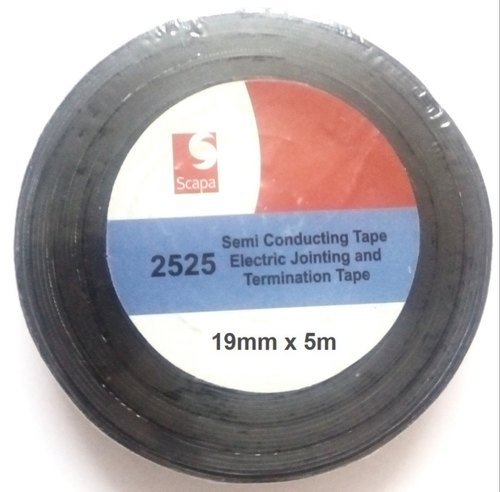 Scapa
2525
Semi Conducting Tape
Electric Jointing and
Termination Tape
19mm x 5m